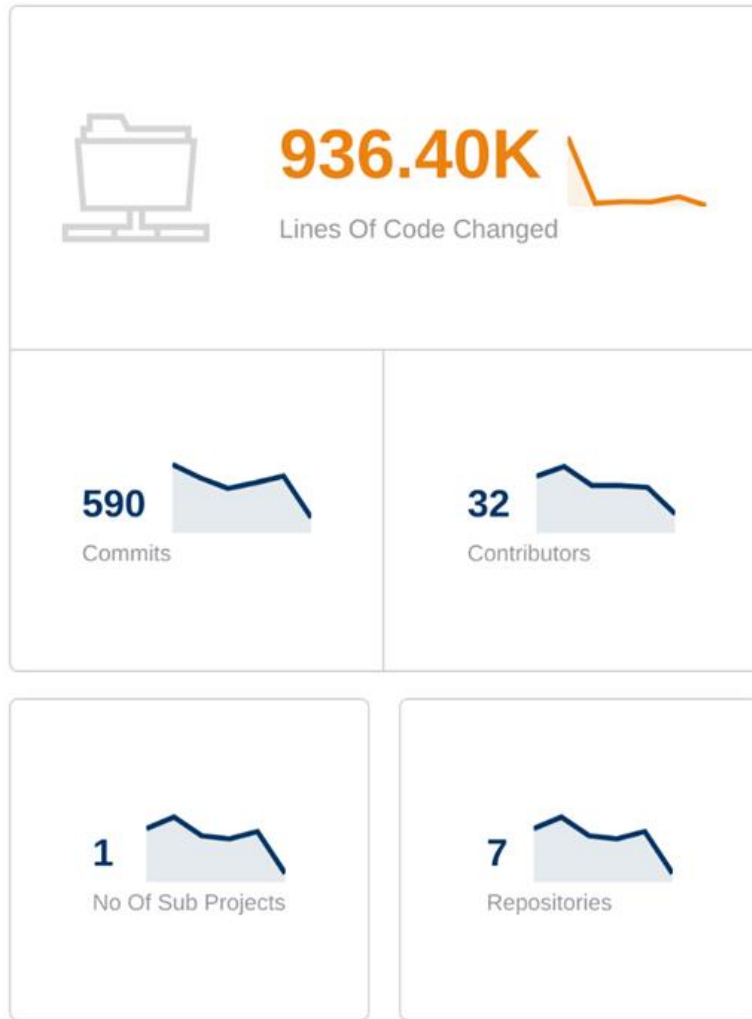 936.40K
Lines Of Code Changed
590
Commits
32
Contributors
1
No Of Sub Projects
7
Repositories